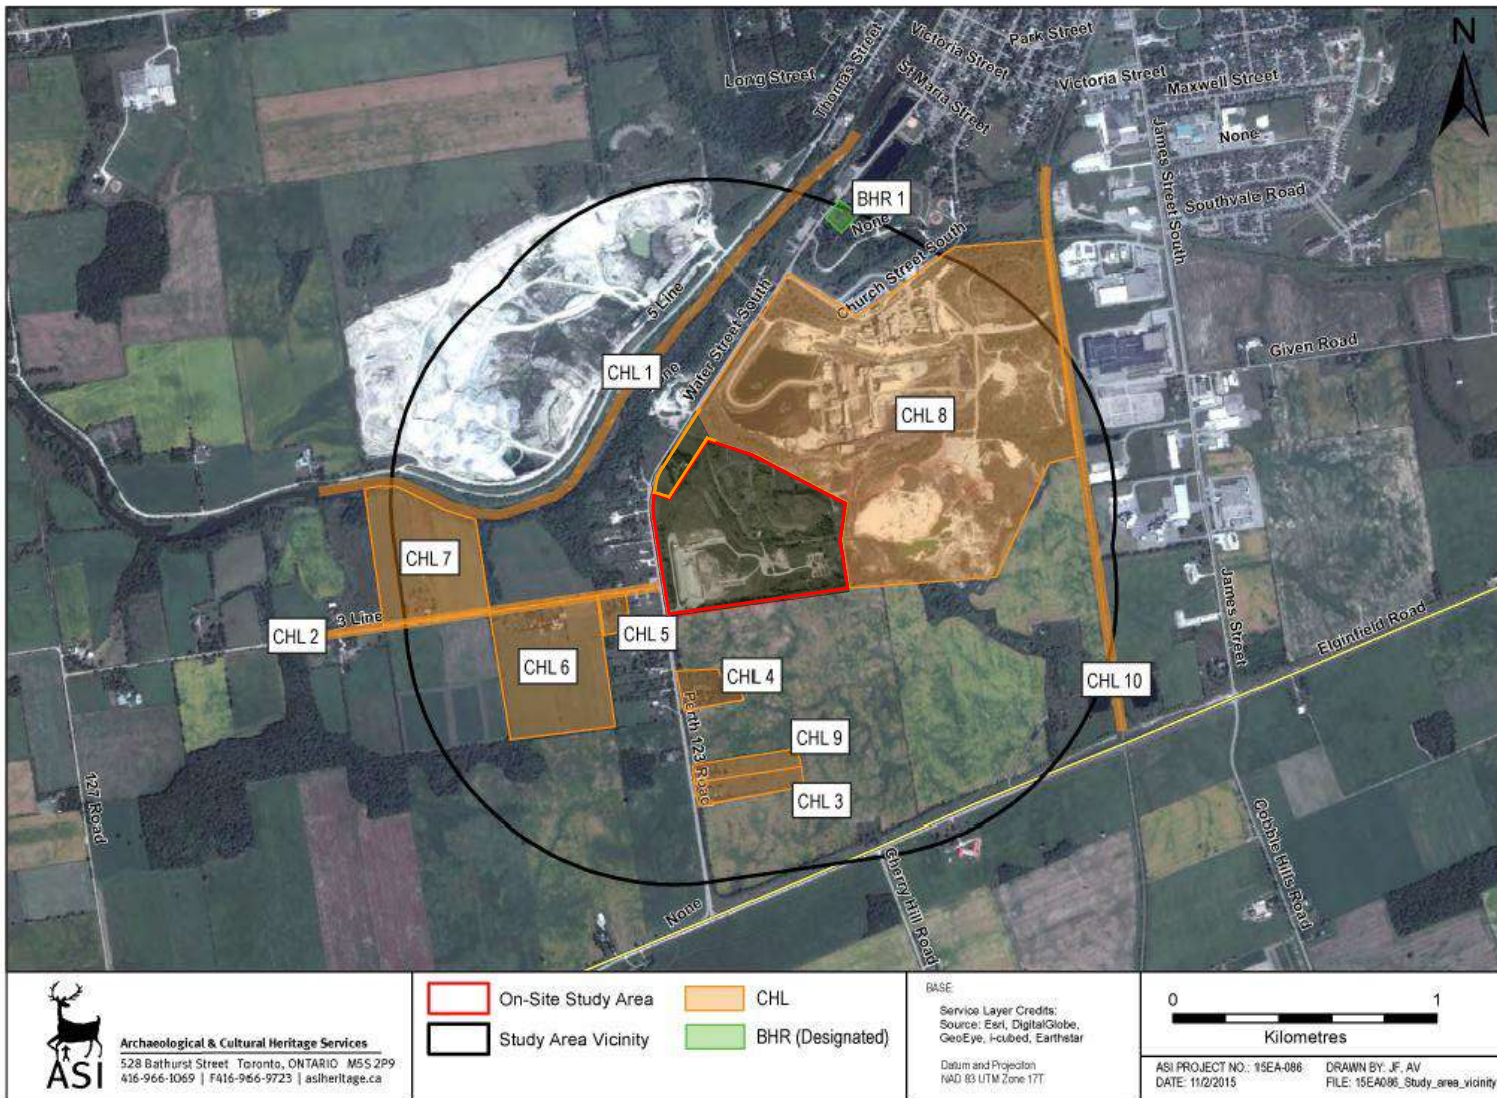 N
Park Street
Victoria Street
Long Street
Thomas Street
St Maria Street
Victoria Street
Maxwell Street
None
James Street South
Southvale Road
BHR 1
None
Church Street South
5 Line
Water Street South
Given Road
CHL 1
CHL 8
CHL 7
3 Line
CHL 2
CHL 5
CHL 6
James Street
Elginfield Road
CHL 4
CHL 10
Perth 123 Road
CHL 9
CHL 3
127 Road
Cobble Hills Road
Cherry Hill Road
None
ASI
Archaeological & Cultural Heritage Services
528 Bathurst Street Toronto, ONTARIO M5S 2P9
416-966-1069 | F416-966-9723 | asiheritage.ca
On-Site Study Area
Study Area Vicinity
CHL
BHR (Designated)
BASE:
Service Layer Credits:
Source: Esri, DigitalGlobe,
GeoEye, i-cubed, Earthstar
Datum and Projection
NAD 83 UTM Zone 17T
0 1
Kilometres
ASI PROJECT NO.: 15EA-086
DATE: 11/2/2015
DRAWN BY: JF, AV
FILE: 15EA086_Study_area_vicinity